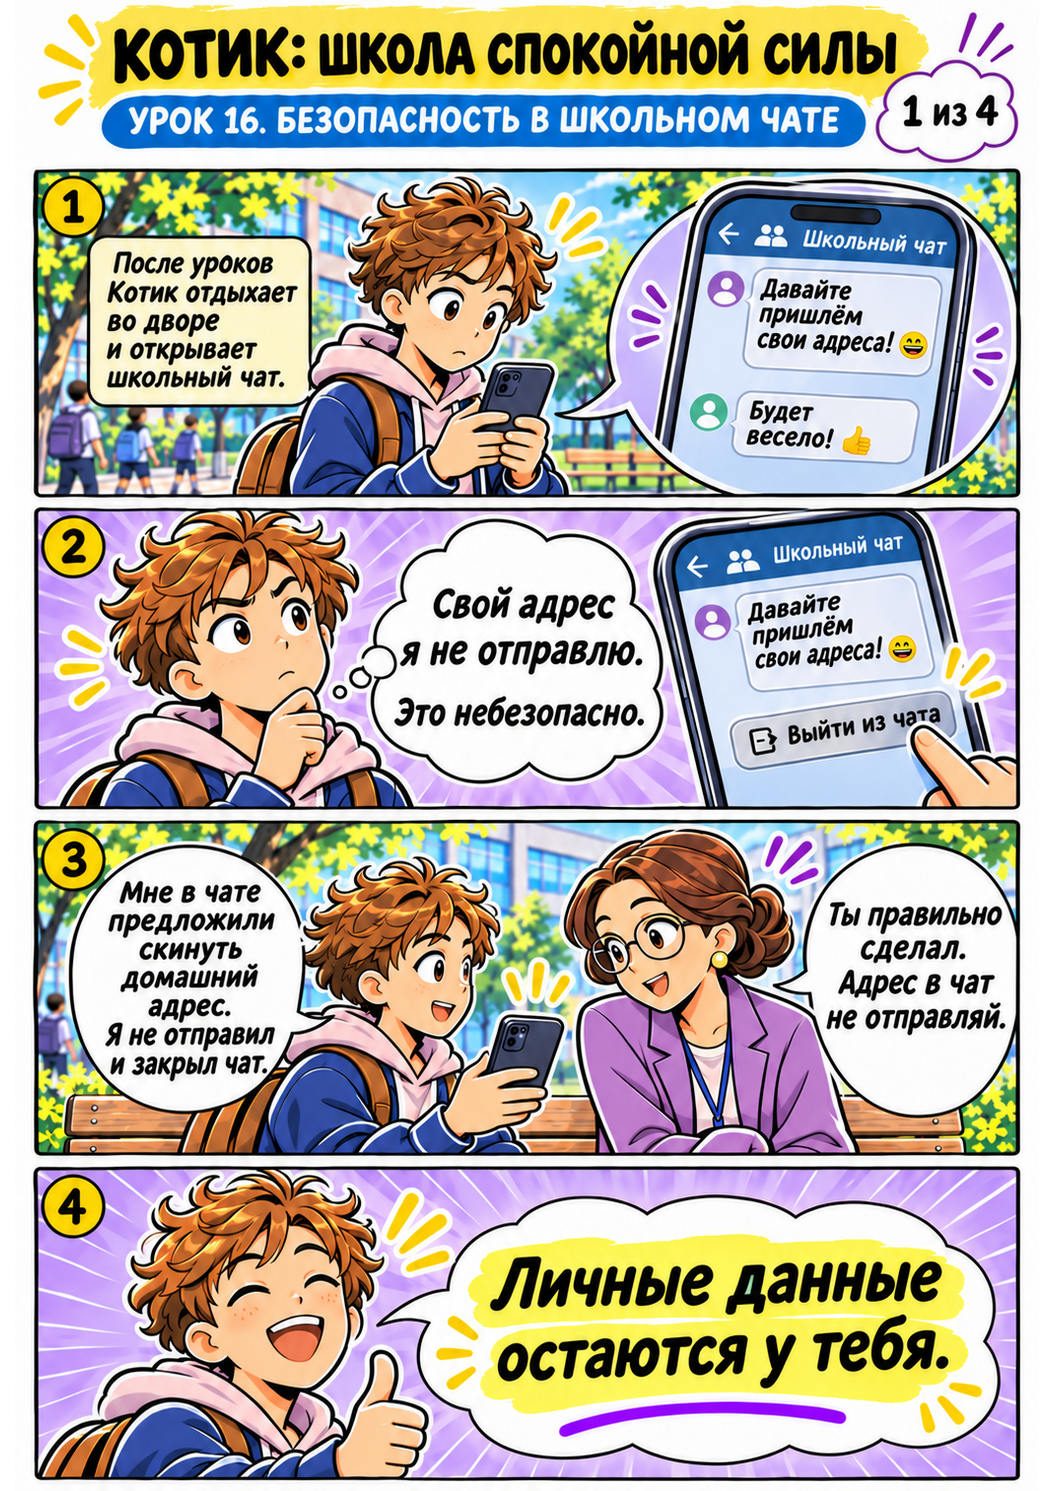 КОТИК: ШКОЛА СПОКОЙНОЙ СИЛЫ
УРОК 16. БЕЗОПАСНОСТЬ В ШКОЛЬНОМ ЧАТЕ
1 из 4
1
После уроков
Котик отдыхает
во дворе
и открывает
школьный чат.
Школьный чат
Давайте
пришлём
свои адреса!
Будет
весело!
2
Свой адрес
я не отправлю.
Это небезопасно.
Школьный чат
Давайте
пришлём
свои адреса!
Выйти из чата
3
Мне в чате
предложили
скинуть
домашний
адрес.
Я не отправил
и закрыл чат.
Ты правильно
сделал.
Адрес в чат
не отправляй.
4
Личные данные
остаются у тебя.